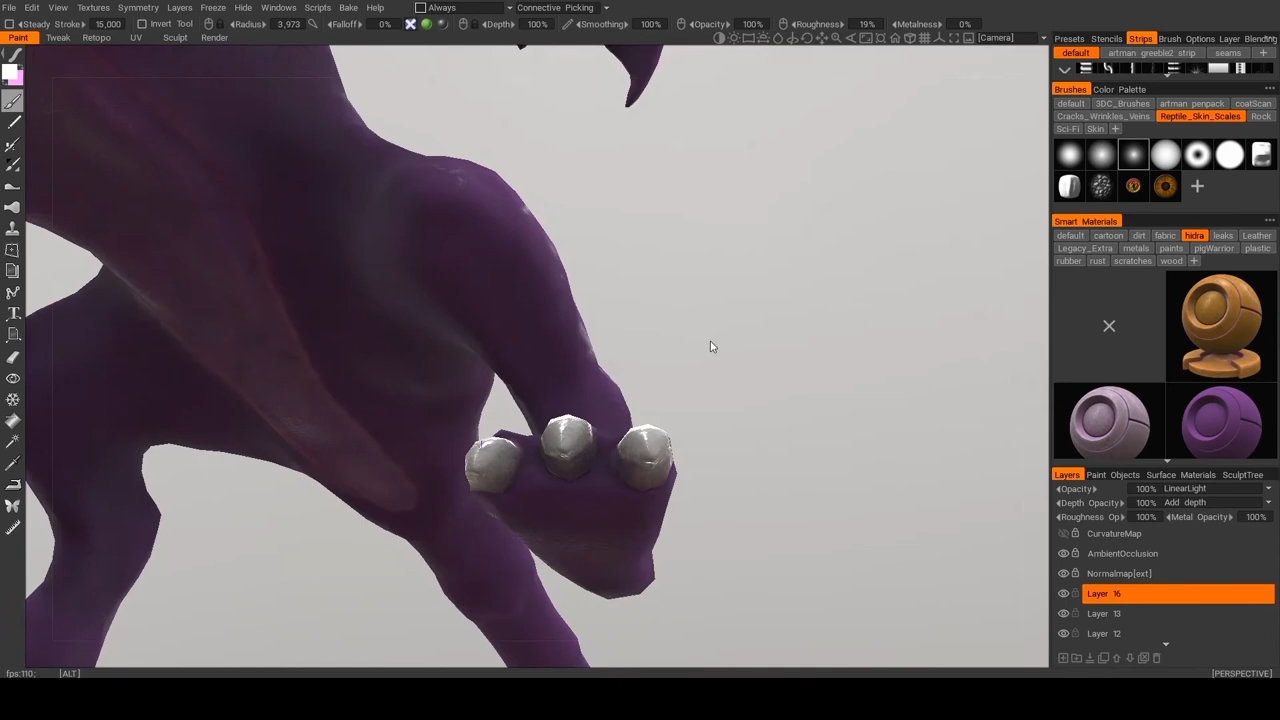 File Edit View Textures Symmetry Layers Freeze Hide Windows Scripts Bake Help Always Connective Picking
Steady Stroke 15,000 Invert Tool Radius 3,973 Falloff 0% Depth 100% Smoothing 100% Opacity 100% Roughness 19% Metalness 0%
Paint Tweak Retopo UV Sculpt Render [Camera]
Presets Stencils Strips Brush Options Layer Blending
default artman greeble2 strip seams +
Brushes Color Palette
default 3DC_Brushes artman penpack coatScan
Cracks_Wrinkles_Veins Reptile_Skin_Scales Rock
Sci-Fi Skin +
Smart Materials
default cartoon dirt fabric hidra leaks Leather
Legacy_Extra metals paints pigWarrior plastic
rubber rust scratches wood +
Layers Paint Objects Surface Materials SculptTree
Opacity 100% LinearLight
Depth Opacity 100% Add depth
Roughness Op 100% Metal Opacity 100%
CurvatureMap
AmbientOcclusion
Normalmap[ext]
Layer 16
Layer 13
Layer 12
fps:110; [ALT] [PERSPECTIVE]